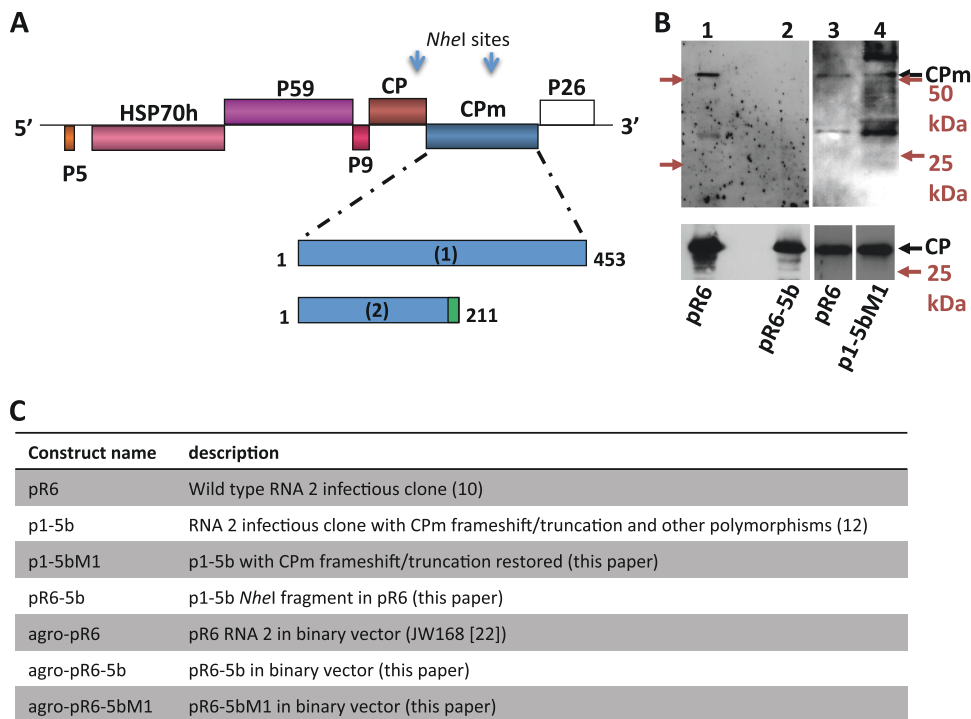 A
NheI sites
CP
P59
P26
HSP70h
CPm
5’
3’
P5
P9
(1)
1
453
(2)
1
211
B
1 2 3 4
CPm
50
kDa
25
kDa
CP
25
kDa
pR6
pR6-5b
pR6
p1-5bM1
C
Construct name description
pR6 Wild type RNA 2 infectious clone (10)
p1-5b RNA 2 infectious clone with CPm frameshift/truncation and other polymorphisms (12)
p1-5bM1 p1-5b with CPm frameshift/truncation restored (this paper)
pR6-5b p1-5b NheI fragment in pR6 (this paper)
agro-pR6 pR6 RNA 2 in binary vector (JW168 [22])
agro-pR6-5b pR6-5b in binary vector (this paper)
agro-pR6-5bM1 pR6-5bM1 in binary vector (this paper)